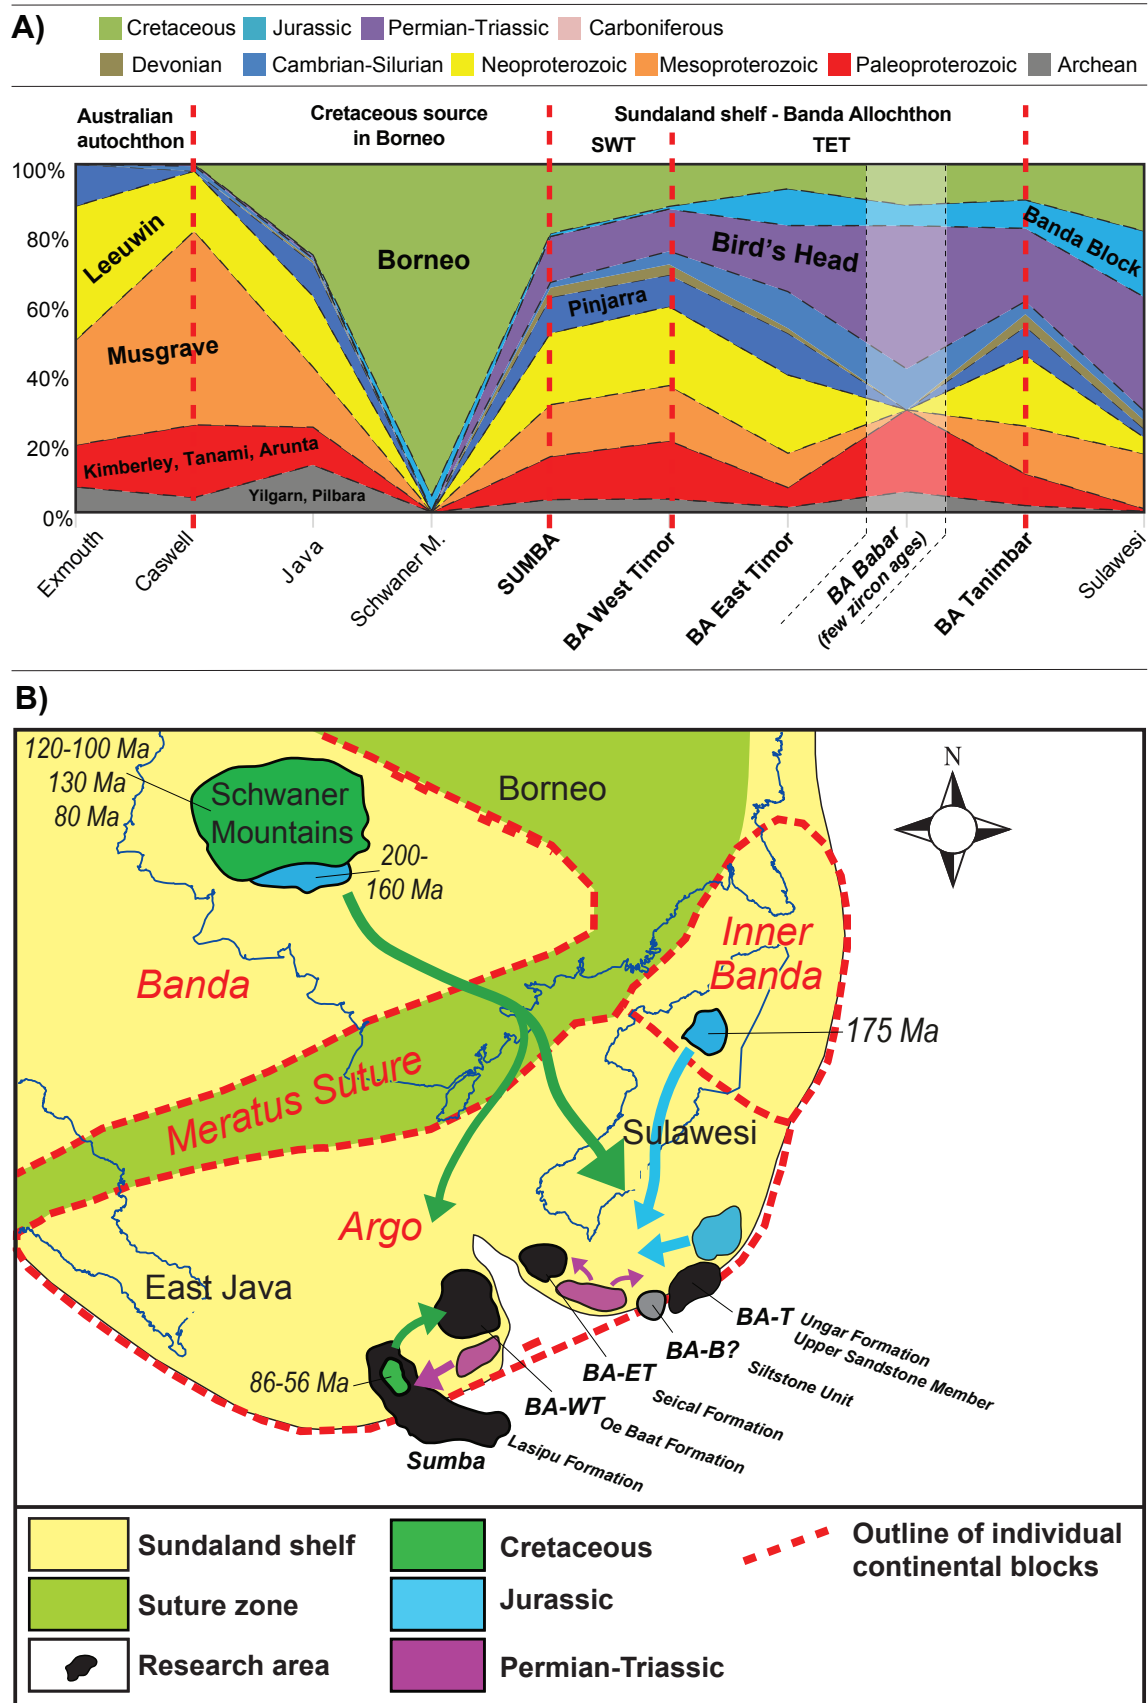 A)
Cretaceous Jurassic Permian-Triassic Carboniferous
Devonian Cambrian-Silurian Neoproterozoic Mesoproterozoic Paleoproterozoic Archean
Australian
autochthon
Cretaceous source
in Borneo
Sundaland shelf - Banda Allochthon
SWT
TET
100%
80%
60%
40%
20%
0%
Leeuwin
Musgrave
Kimberley, Tanami, Arunta
Yilgarn, Pilbara
Borneo
Pinjarra
Bird's Head
Banda Block
Exmouth
Caswell
Java
Schwaner M.
SUMBA
BA West Timor
BA East Timor
BA Babar
(few zircon ages)
BA Tanimbar
Sulawesi
B)
120-100 Ma
130 Ma
80 Ma
Schwaner
Mountains
200-
160 Ma
Borneo
N
Inner
Banda
Banda
175 Ma
Meratus Suture
Sulawesi
Argo
East Java
86-56 Ma
Sumba
BA-WT
BA-ET
BA-B?
BA-T
Ungar Formation
Upper Sandstone Member
Siltstone Unit
Seical Formation
Oe Baat Formation
Lasipu Formation
Sundaland shelf
Suture zone
Research area
Cretaceous
Jurassic
Permian-Triassic
Outline of individual
continental blocks